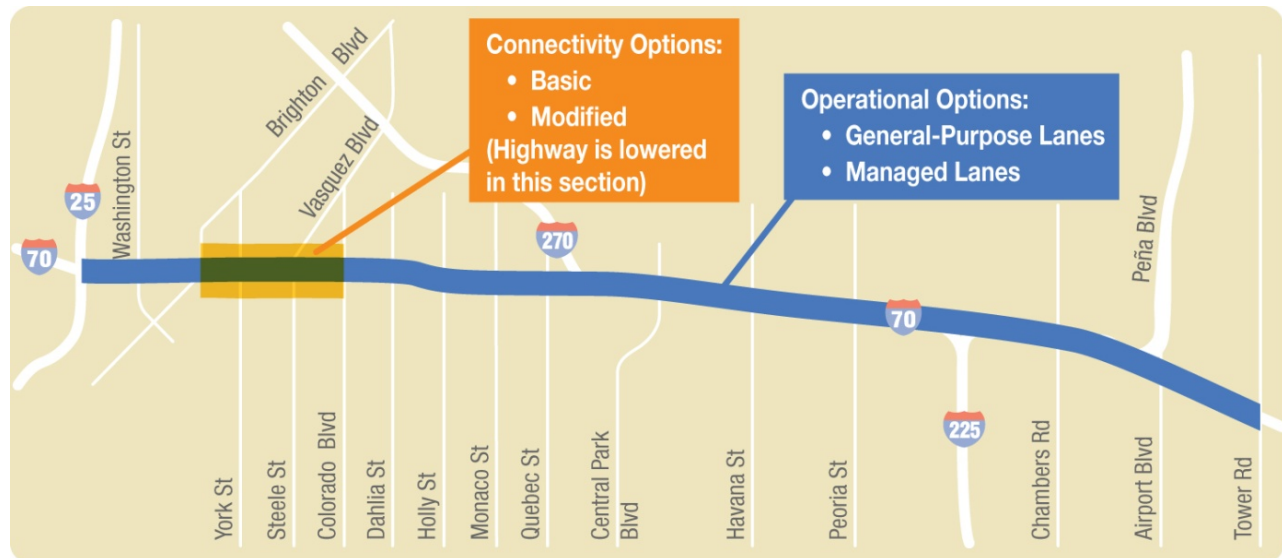 Connectivity Options:
• Basic
• Modified
(Highway is lowered
in this section)
Operational Options:
• General-Purpose Lanes
• Managed Lanes
Brighton Blvd
Vasquez Blvd
Washington St
25
70
270
70
225
Peña Blvd
York St
Steele St
Colorado Blvd
Dahlia St
Holly St
Monaco St
Quebec St
Central Park
Blvd
Havana St
Peoria St
Chambers Rd
Airport Blvd
Tower Rd